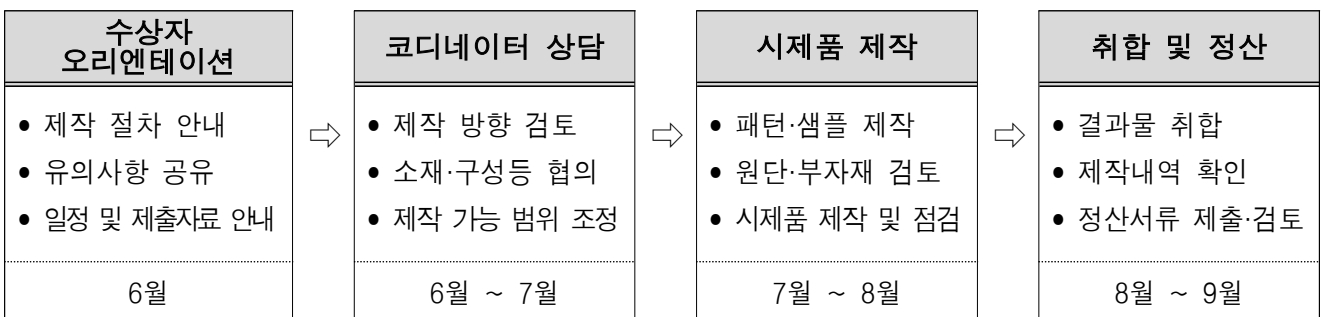 수상자
오리엔테이션
• 제작 절차 안내
• 유의사항 공유
• 일정 및 제출자료 안내
6월
⇨
코디네이터 상담
• 제작 방향 검토
• 소재·구성등 협의
• 제작 가능 범위 조정
6월 ~ 7월
⇨
시제품 제작
• 패턴·샘플 제작
• 원단·부자재 검토
• 시제품 제작 및 점검
7월 ~ 8월
⇨
취합 및 정산
• 결과물 취합
• 제작내역 확인
• 정산서류 제출·검토
8월 ~ 9월